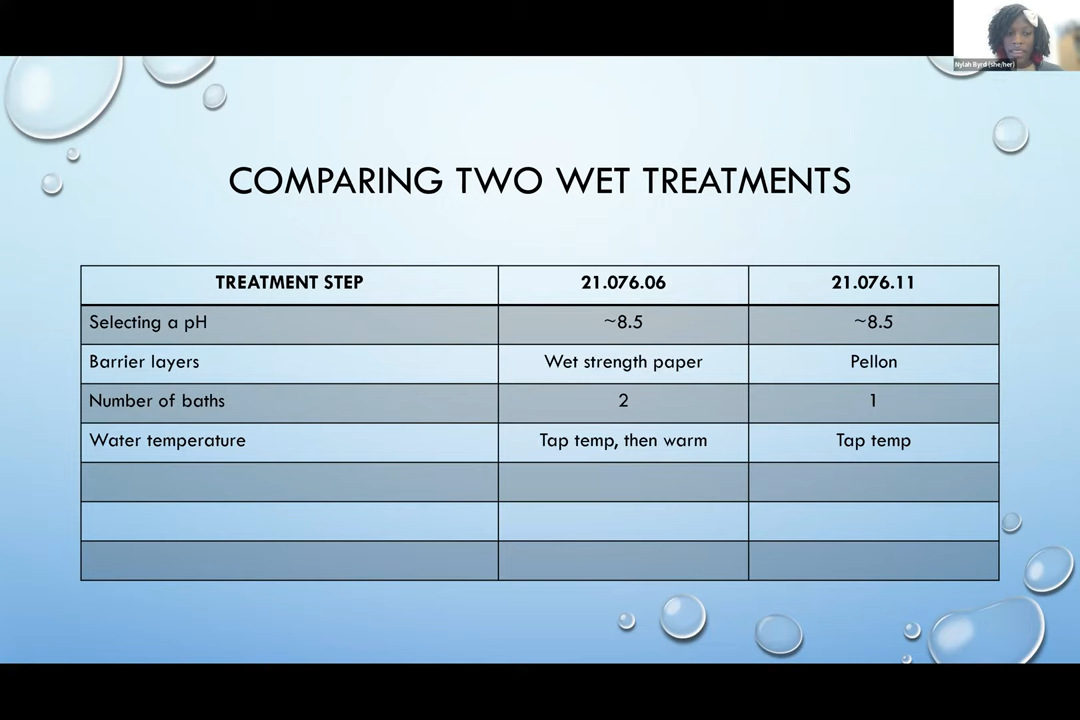 Nylah Byrd (she/her)
COMPARING TWO WET TREATMENTS
TREATMENT STEP 21.076.06 21.076.11
Selecting a pH ~8.5 ~8.5
Barrier layers Wet strength paper Pellon
Number of baths 2 1
Water temperature Tap temp, then warm Tap temp